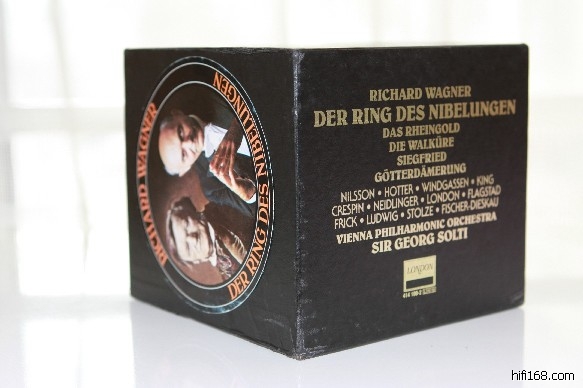 RICHARD WAGNER
DER RING DES NIBELUNGEN
RICHARD WAGNER
DER RING DES NIBELUNGEN
DAS RHEINGOLD
DIE WALKÜRE
SIEGFRIED
GÖTTERDÄMERUNG
NILSSON • HOTTER • WINDGASSEN • KING
CRESPIN • NEIDLINGER • LONDON • FLAGSTAD
FRICK • LUDWIG • STOLZE • FISCHER-DIESKAU
VIENNA PHILHARMONIC ORCHESTRA
SIR GEORG SOLTI
LONDON
hifi168.com